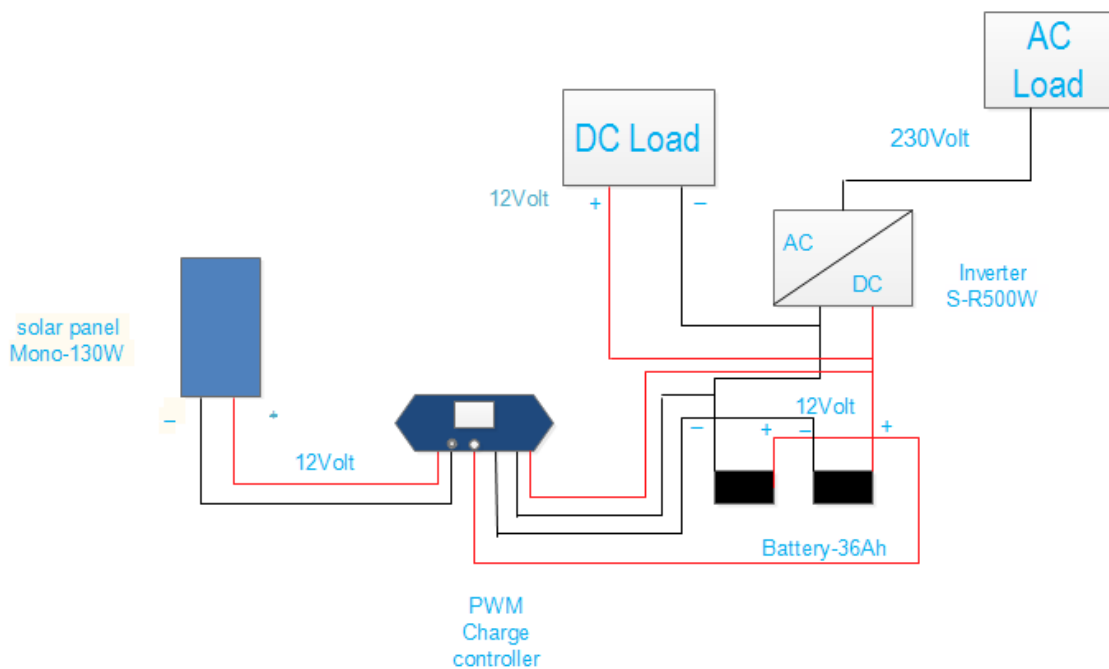 AC
Load
DC Load
230Volt
12Volt
+
–
AC
DC
Inverter
S-R500W
solar panel
Mono-130W
–
+
12Volt
12Volt
–
+
–
+
Battery-36Ah
PWM
Charge
controller